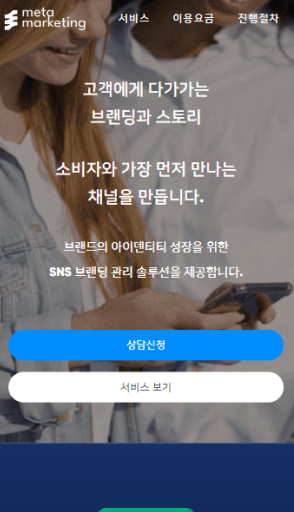 meta
marketing
서비스 이용요금 진행절차
고객에게 다가가는
브랜딩과 스토리
소비자와 가장 먼저 만나는
채널을 만듭니다.
브랜드의 아이덴티티 성장을 위한
SNS 브랜딩 관리 솔루션을 제공합니다.
상담신청
서비스 보기